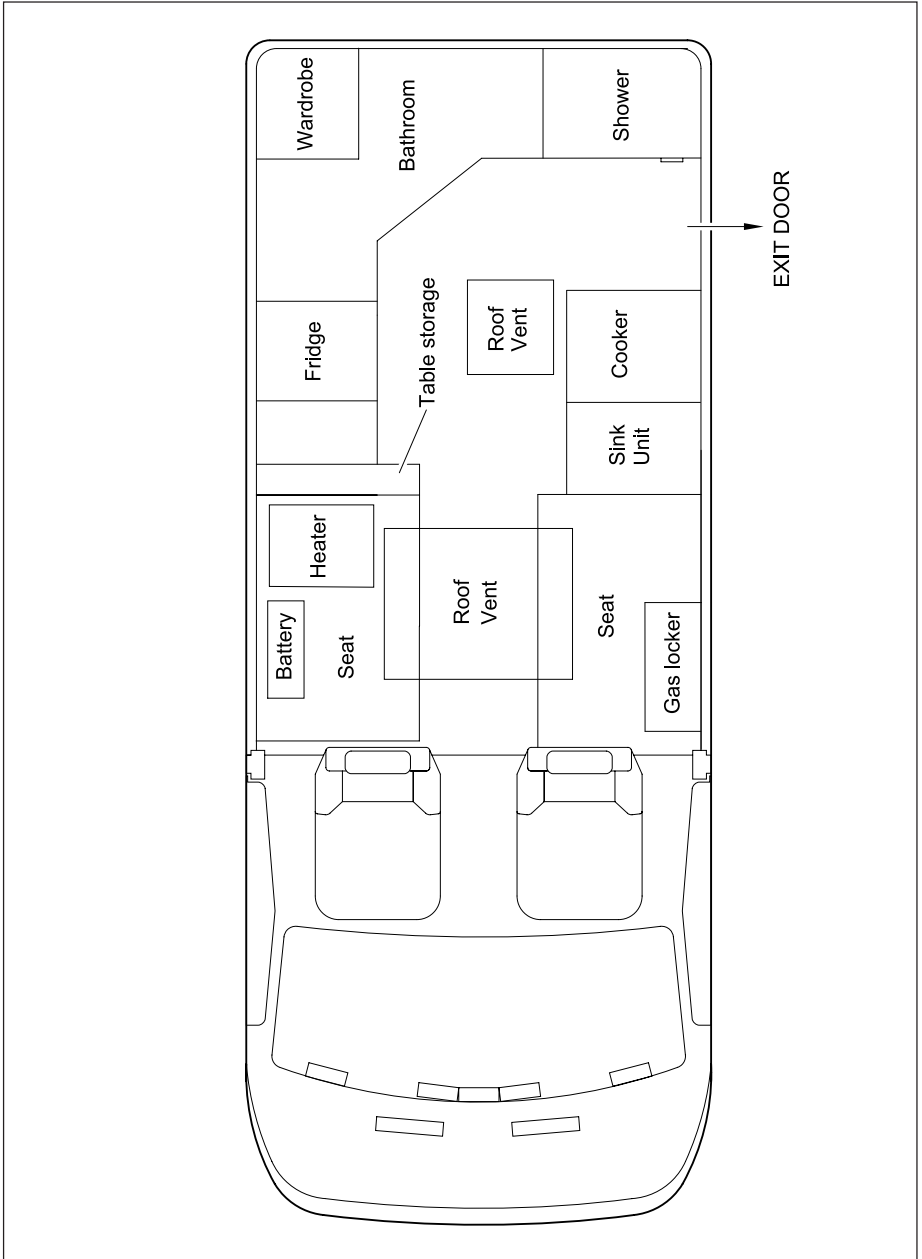 Wardrobe
Bathroom
Shower
EXIT DOOR
Fridge
Table storage
Roof
Vent
Cooker
Sink
Unit
Heater
Battery
Seat
Roof
Vent
Seat
Gas locker